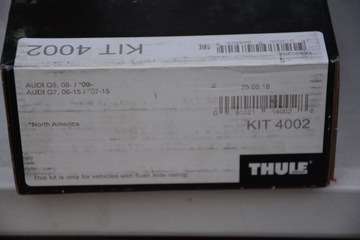 KIT 4002
AUDI Q5, 08- / *09-
AUDI Q7, 06-15 / *07-15
25 05 18
*North America
KIT 4002
THULE
This kit is only for vehicles with flush side railing.